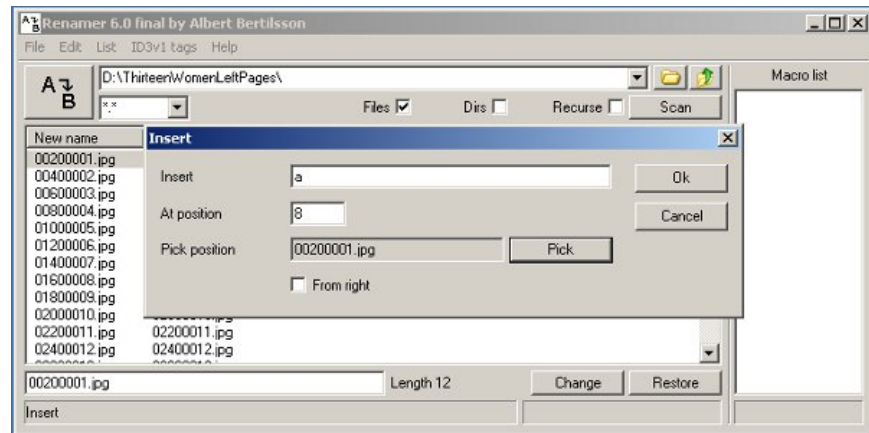 Renamer 6.0 final by Albert Bertilsson
File Edit List ID3v1 tags Help
A B
D:\ThirteenWomenLeftPages\
Macro list
*.*
Files Dirs Recurse Scan
New name
Insert
00200001.jpg
00400002.jpg
00600003.jpg
00800004.jpg
01000005.jpg
01200006.jpg
01400007.jpg
01600008.jpg
01800009.jpg
02000010.jpg
02200011.jpg 02200011.jpg
02400012.jpg 02400012.jpg
Insert a Ok
At position 8 Cancel
Pick position 00200001.jpg Pick
From right
00200001.jpg Length 12 Change Restore
Insert